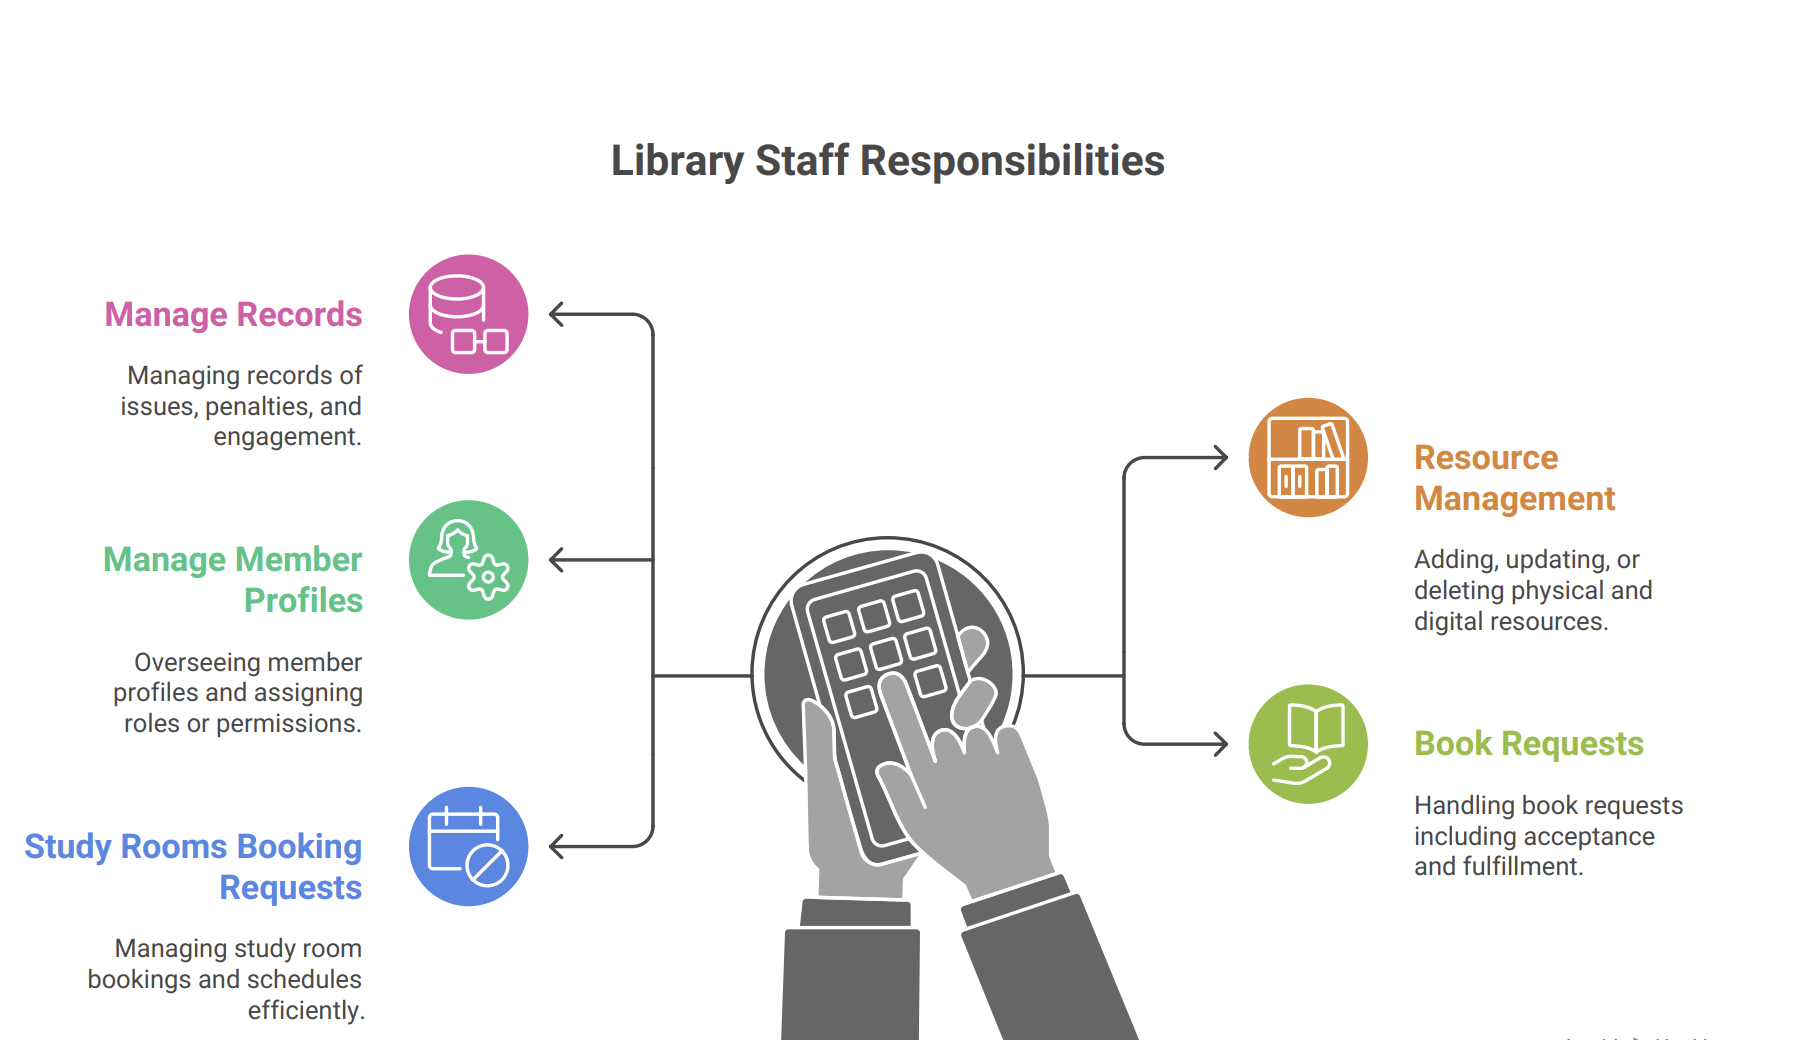 Library Staff Responsibilities
Manage Records
Managing records of
issues, penalties, and
engagement.
Manage Member
Profiles
Overseeing member
profiles and assigning
roles or permissions.
Study Rooms Booking
Requests
Managing study room
bookings and schedules
efficiently.
Resource
Management
Adding, updating, or
deleting physical and
digital resources.
Book Requests
Handling book requests
including acceptance
and fulfillment.